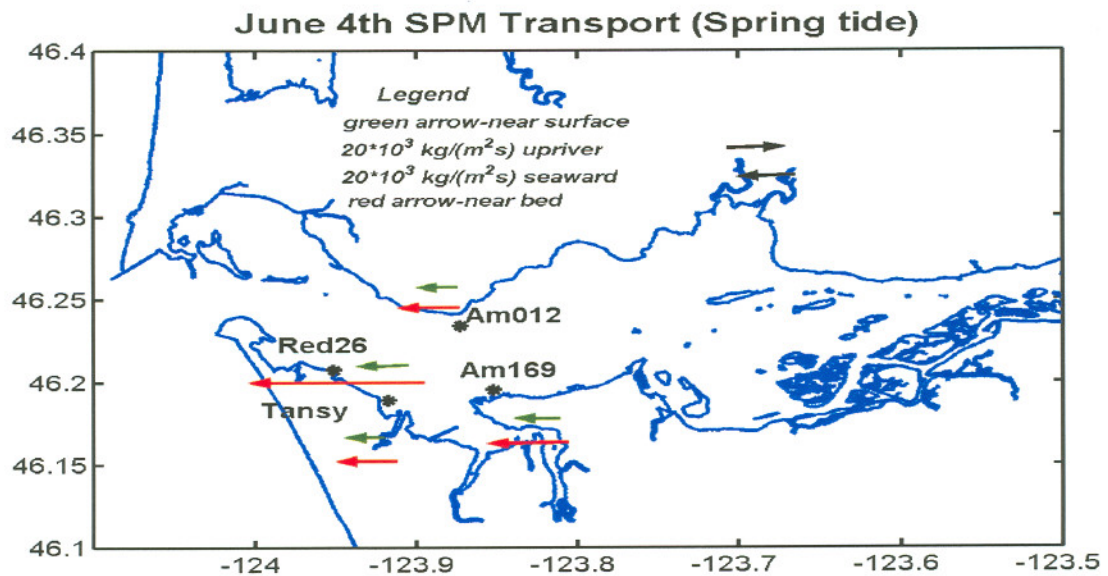 June 4th SPM Transport (Spring tide)
46.4
46.35
46.3
46.25
46.2
46.15
46.1
Legend
green arrow-near surface
20*10³ kg/(m²s) upriver
20*10³ kg/(m²s) seaward
red arrow-near bed
Am012
Red26
Am169
Tansy
-124 -123.9 -123.8 -123.7 -123.6 -123.5